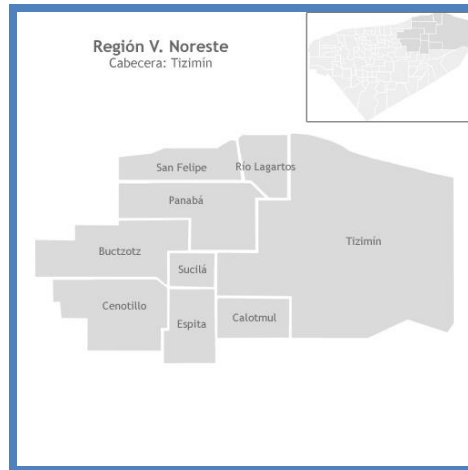 Región V. Noreste
Cabecera: Tizimín
San Felipe
Río Lagartos
Panabá
Tizimín
Buctzotz
Sucilá
Cenotillo
Espita
Calotmul